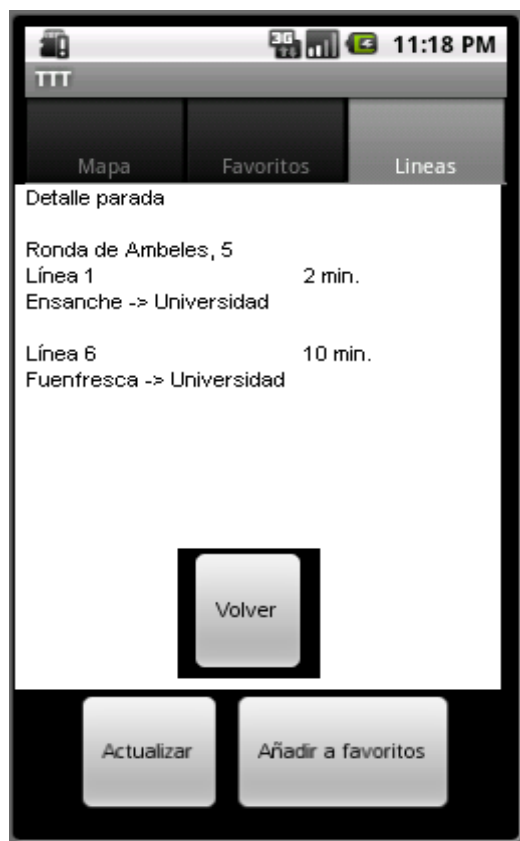 3G 11:18 PM
TTT
Mapa Favoritos Lineas
Detalle parada
Ronda de Ambeles, 5
Línea 1 2 min.
Ensanche -> Universidad
Línea 6 10 min.
Fuenfresca -> Universidad
Volver
Actualizar Añadir a favoritos